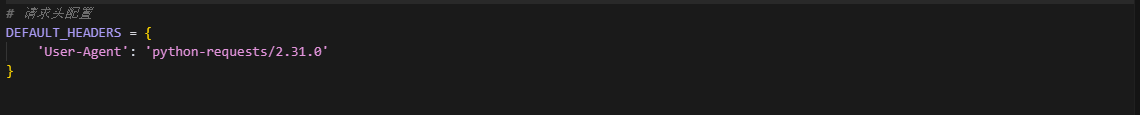 # 请求头配置
DEFAULT_HEADERS = {
    'User-Agent': 'python-requests/2.31.0'
}